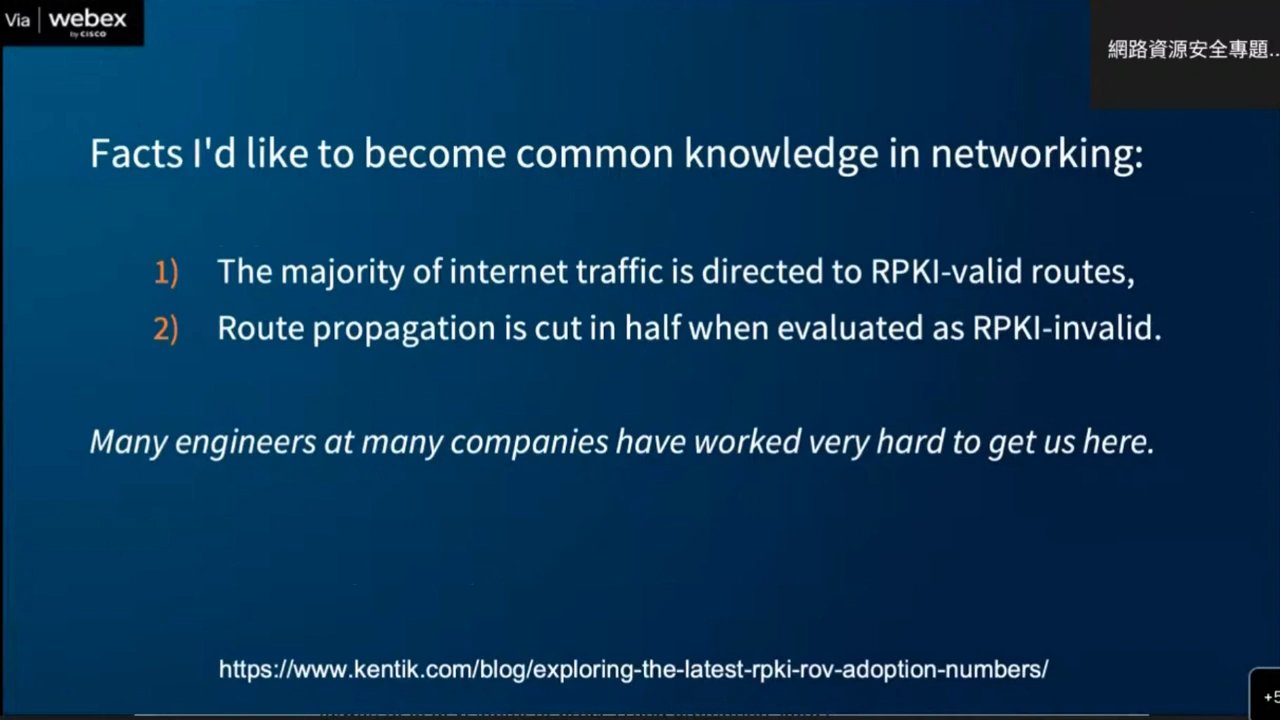 Via webex
by CISCO
網路資源安全專題..
Facts I'd like to become common knowledge in networking:
1) The majority of internet traffic is directed to RPKI-valid routes,
2) Route propagation is cut in half when evaluated as RPKI-invalid.
Many engineers at many companies have worked very hard to get us here.
https://www.kentik.com/blog/exploring-the-latest-rpki-rov-adoption-numbers/